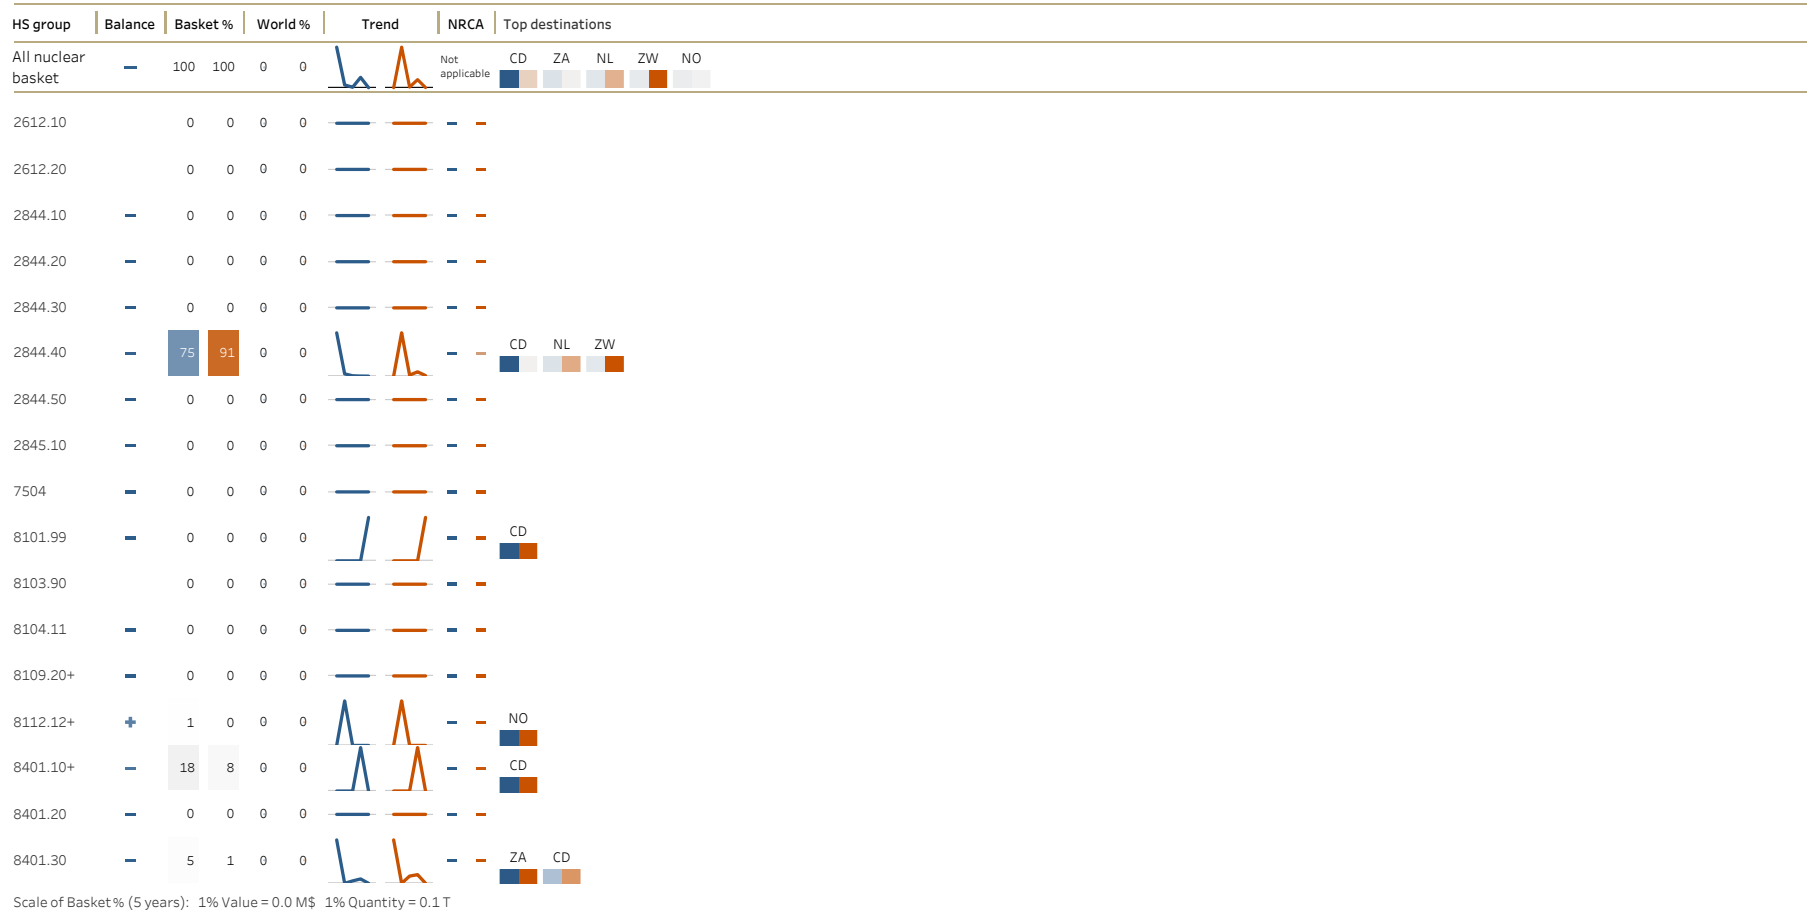 HS group Balance Basket % World % Trend NRCA Top destinations
All nuclear basket 100 100 0 0 Not applicable CD ZA NL ZW NO
2612.10 0 0 0 0
2612.20 0 0 0 0
2844.10 0 0 0 0
2844.20 0 0 0 0
2844.30 0 0 0 0
2844.40 75 91 0 0 CD NL ZW
2844.50 0 0 0 0
2845.10 0 0 0 0
7504 0 0 0 0
8101.99 0 0 0 0 CD
8103.90 0 0 0 0
8104.11 0 0 0 0
8109.20+ 0 0 0 0
8112.12+ 1 0 0 0 NO
8401.10+ 18 8 0 0 CD
8401.20 0 0 0 0
8401.30 5 1 0 0 ZA CD
Scale of Basket % (5 years): 1% Value = 0.0 M$ 1% Quantity = 0.1 T